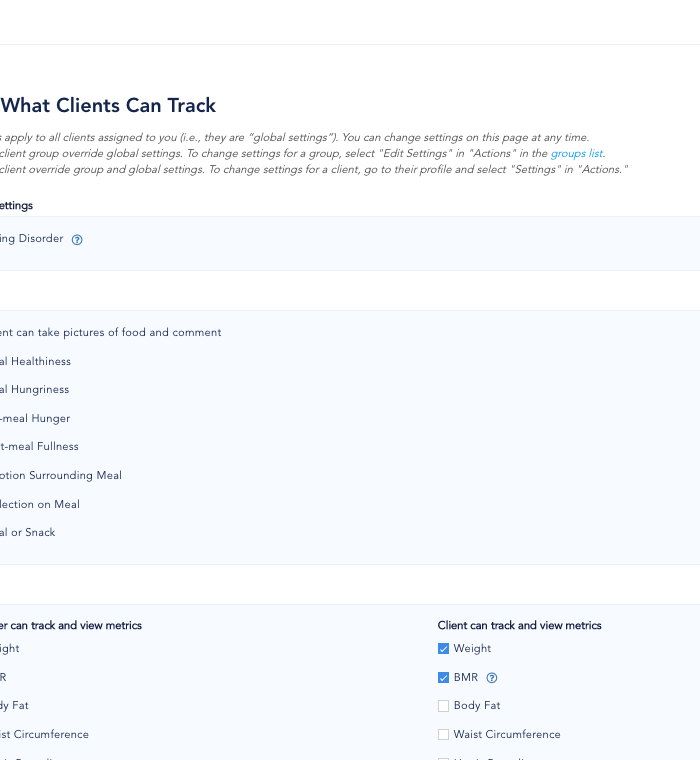 What Clients Can Track
s apply to all clients assigned to you (i.e., they are “global settings”). You can change settings on this page at any time.
client group override global settings. To change settings for a group, select "Edit Settings" in "Actions" in the groups list.
client override group and global settings. To change settings for a client, go to their profile and select "Settings" in "Actions."
ettings
ing Disorder
ent can take pictures of food and comment
al Healthiness
al Hungriness
-meal Hunger
t-meal Fullness
otion Surrounding Meal
lection on Meal
al or Snack
er can track and view metrics
Client can track and view metrics
ight
Weight
R
BMR
dy Fat
Body Fat
ist Circumference
Waist Circumference